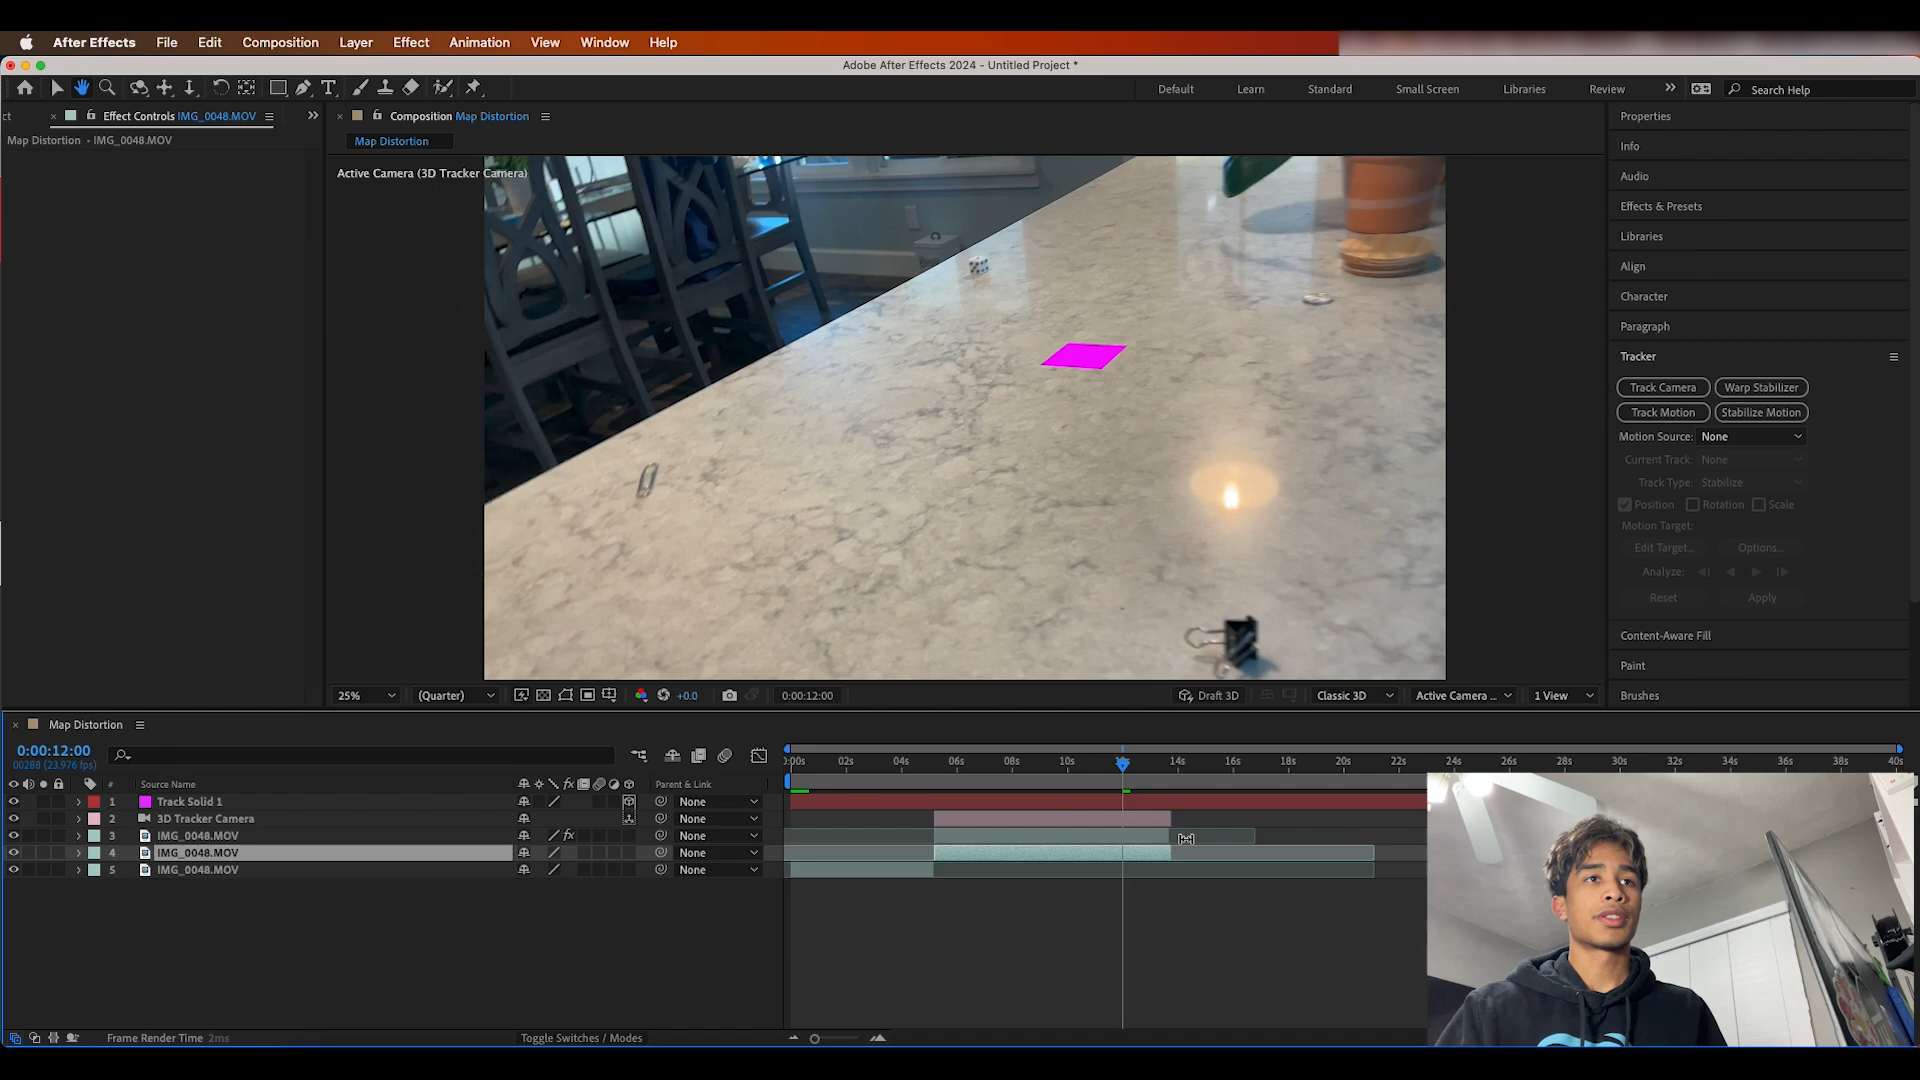 After Effects File Edit Composition Layer Effect Animation View Window Help
Adobe After Effects 2024 - Untitled Project *
Default Learn Standard Small Screen Libraries Review Search Help
ct Effect Controls IMG_0048.MOV
Map Distortion • IMG_0048.MOV
Composition Map Distortion
Map Distortion
Active Camera (3D Tracker Camera)
Properties
Info
Audio
Effects & Presets
Libraries
Align
Character
Paragraph
Tracker
Track Camera Warp Stabilizer
Track Motion Stabilize Motion
Motion Source: None
Current Track: None
Track Type: Stabilize
Position Rotation Scale
Motion Target:
Edit Target... Options...
Analyze:
Reset Apply
Content-Aware Fill
Paint
Brushes
25% (Quarter) +0.0 0:00:12:00 Draft 3D Classic 3D Active Camera ... 1 View
Map Distortion
0:00:12:00
00288 (23.976 fps)
# Source Name fx Parent & Link
0:00s 02s 04s 06s 08s 10s 14s 16s 18s 20s 22s 24s 26s 28s 30s 32s 34s 36s 38s 40s
1 Track Solid 1 None
2 3D Tracker Camera None
3 IMG_0048.MOV fx None
4 IMG_0048.MOV None
5 IMG_0048.MOV None
Frame Render Time 2ms Toggle Switches / Modes